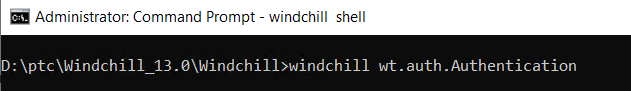 Administrator: Command Prompt - windchill  shell
D:\ptc\Windchill_13.0\Windchill>windchill wt.auth.Authentication